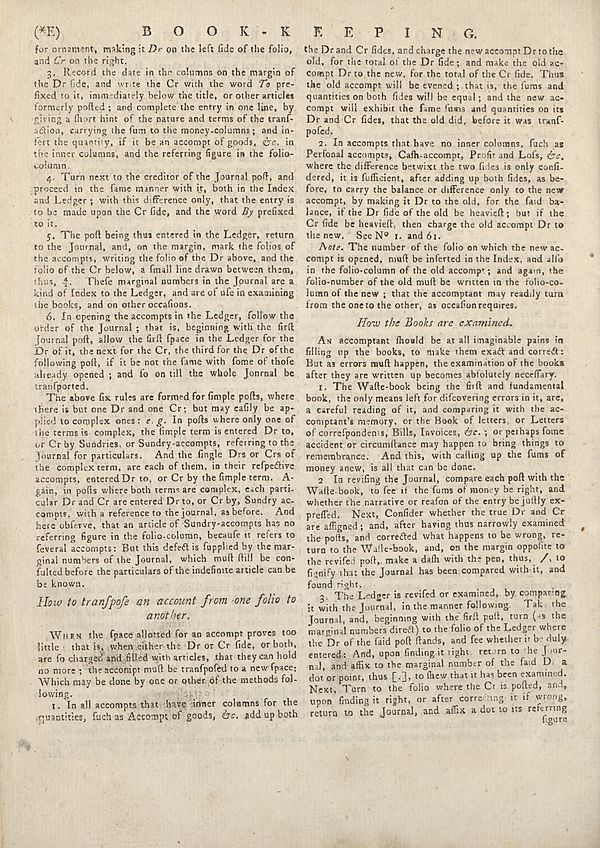 (*E) BOOK-KEEPING.
for ornament, making it Dr on the left ſide of the folio,
and Cr on the right.
3. Record the date in the columns on the margin of
the Dr ſide, and write the Cr with the word To pre-
fixed to it, immediately below the title, or other articles
formerly poſted; and complete the entry in one line, by
giving a ſhort hint of the nature and terms of the tranſ-
action, carrying the ſum to the money-columns; and in-
ſert the quantity, if it be an accompt of goods, &c. in
the inner columns, and the referring figure in the folio-
column.
4. Turn next to the creditor of the Journal poſt, and
proceed in the ſame manner with it, both in the Index
and Ledger; with this difference only, that the entry is
to be made upon the Cr ſide, and the word By prefixed
to it.
5. The poſt being thus entered in the Ledger, return
to the Journal, and, on the margin, mark the folios of
the accompts, writing the folio of the Dr above, and the
folio of the Cr below, a ſmall line drawn between them,
thus, Theſe marginal numbers in the Journal are a
kind of Index to the Ledger, and are of uſe in examining
the books, and on other occaſions.
6. In opening the accompts in the Ledger, follow the
order of the Journal; that is, beginning with the firſt
Journal poſt, allow the firſt ſpace in the Ledger for the
Dr of it, the next for the Cr, the third for the Dr of the
following poſt, if it be not the ſame with ſome of thoſe
already opened; and ſo on till the whole Jonrnal be
tranſported.
The above ſix rules are formed for ſimple poſts, where
there is but one Dr and one Cr; but may eaſily be ap-
plied to complex ones: e. g. In poſts where only one of
the terms is complex, the ſimple term is entered Dr to,
or Cr by Sundries, or Sundry-accompts, referring to the
Journal for particulars. And the ſingle Drs or Crs of
the complex term, are each of them, in their reſpective
accompts, entered Dr to, or Cr by the ſimple term. A-
gain, in poſts where both terms are complex, each parti-
cular Dr and Cr are entered Dr to, or Cr by, Sundry ac-
compts, with a reference to the journal, as before. And
here obſerve, that an article of Sundry-accompts has no
referring figure in the folio-column, becauſe it refers to
ſeveral accompts: But this defect is ſupplied by the mar-
ginal numbers of the Journal, which muſt ſtill be con-
ſulted before the particulars of the indefinite article can be
be known.
How to tranſpoſe an account from one folio to
another.
WHEN the ſpace allotted for an accompt proves too
little; that is, when either the Dr or Cr ſide, or both,
are ſo charged and filled with articles, that they can hold
no more; the accompt muſt be tranſpoſed to a new ſpace;
Which may be done by one or other of the methods fol-
lowing.
1. In all accompts that have inner columns for the
quantities, ſuch as Accompt of goods, &c. add up both
the Dr and Cr ſides, and charge the new accompt Dr to the
old, for the total of the Dr ſide; and make the old ac-
compt Dr to the new, for the total of the Cr ſide. Thus
the old accompt will be evened; that is, the ſums and
quantities on both ſides will be equal; and the new ac-
compt will exhibit the ſame ſums and quantities on its
Dr and Cr ſides, that the old did, before it was tranſ-
poſed.
2. In accompts that have no inner columns, ſuch as
Perſonal accompts, Caſh-accompt, Profit and Loſs, &c.
where the difference betwixt the two ſides is only conſi-
dered, it is ſufficient, after adding up both ſides, as be-
fore, to carry the balance or difference only to the new
accompt, by making it Dr to the old, for the ſaid ba-
lance, if the Dr ſide of the old be heavieſt; but if the
Cr ſide be heavieſt, then charge the old accompt Dr to
the new. See Nº 1. and 61.
Note. The number of the folio on which the new ac-
compt is opened, muſt be inſerted in the Index, and alſo
in the folio-column of the old accompt; and again, the
folio-number of the old muſt be written in the folio-co-
lumn of the new; that the accomptant may readily turn
from the one to the other, as occaſion requires.
How the Books are examined.
AN accomptant ſhould be at all imaginable pains in
filling up the books, to make them exact and correct:
But as errors muſt happen, the examination of the books
after they are written up becomes abſolutely neceſſary.
1. The Waſte-book being the firſt and fundamental
book, the only means left for diſcovering errors in it, are,
a careful reading of it, and comparing it with the ac-
comptant's memory, or the Book of letters, or Letters
of correſpondents, Bills, Invoices, &c.; or perhaps ſome
accident or circumſtance may happen to bring things to
remembrance. And this, with caſting up the ſums of
money anew, is all that can be done.
2 In reviſing the Journal, compare each poſt with the
Waſte-book, to ſee if the ſums of money be right, and
whether the narrative or reaſon of the entry be juſtly ex-
preſſed. Next, Conſider whether the true Dr and Cr
are aſſigned; and, after having thus narrowly examined
the poſts, and corrected what happens to be wrong, re-
turn to the Waſte-book, and, on the margin oppoſite to
the reviſed poſt, make a daſh with the pen, thus, /, to
ſignify that the Journal has been compared with it, and
found right.
3. The Ledger is reviſed or examined, by comparing
it with the Journal, in the manner following. Take the
Journal, and, beginning with the firſt poſt, turn (as the
marginal numbers direct) to the folio of the Ledger where
the Dr of the ſaid poſt ſtands, and ſee whether it be duly
entered: And, upon finding it right, return to the Jour-
nal, and affix to the marginal number of the ſaid Dr a
dot or point, thus [.], to ſhew that it has been examined.
Next, Turn to the folio where the Cr is poſted, and,
upon finding it right, or after correcting it if wrong,
return to the Journal, and affix a dot to its referring
figure